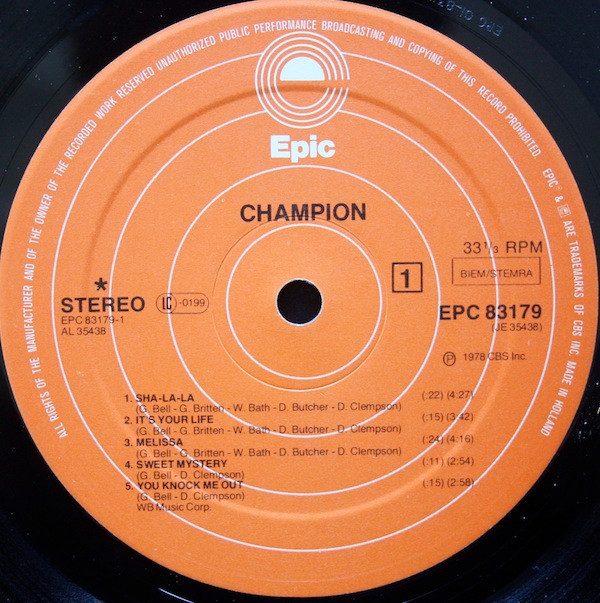 ALL RIGHTS OF THE MANUFACTURER AND OF THE OWNER OF THE RECORDED WORK RESERVED UNAUTHORIZED PUBLIC PERFORMANCE BROADCASTING AND COPYING OF THIS RECORD PROHIBITED. EPIC® & ARE TRADEMARKS OF CBS INC. MADE IN HOLLAND
Epic
CHAMPION
33 1/3 RPM
BIEM/STEMRA
1
*
STEREO
LC -0199
EPC 83179-1
AL 35438
EPC 83179
(JE 35438)
℗ 1978 CBS Inc.
1. SHA-LA-LA (:22) (4:27)
(G. Bell - G. Britten - W. Bath - D. Butcher - D. Clempson)
2. IT'S YOUR LIFE (:15) (3:42)
(G. Bell - G. Britten - W. Bath - D. Butcher - D. Clempson)
3. MELISSA (:24) (4:16)
(G. Bell - G. Britten - W. Bath - D. Butcher - D. Clempson)
4. SWEET MYSTERY (:11) (2:54)
(G. Bell - D. Clempson)
5. YOU KNOCK ME OUT (:15) (2:58)
(G. Bell - D. Clempson)
WB Music Corp.